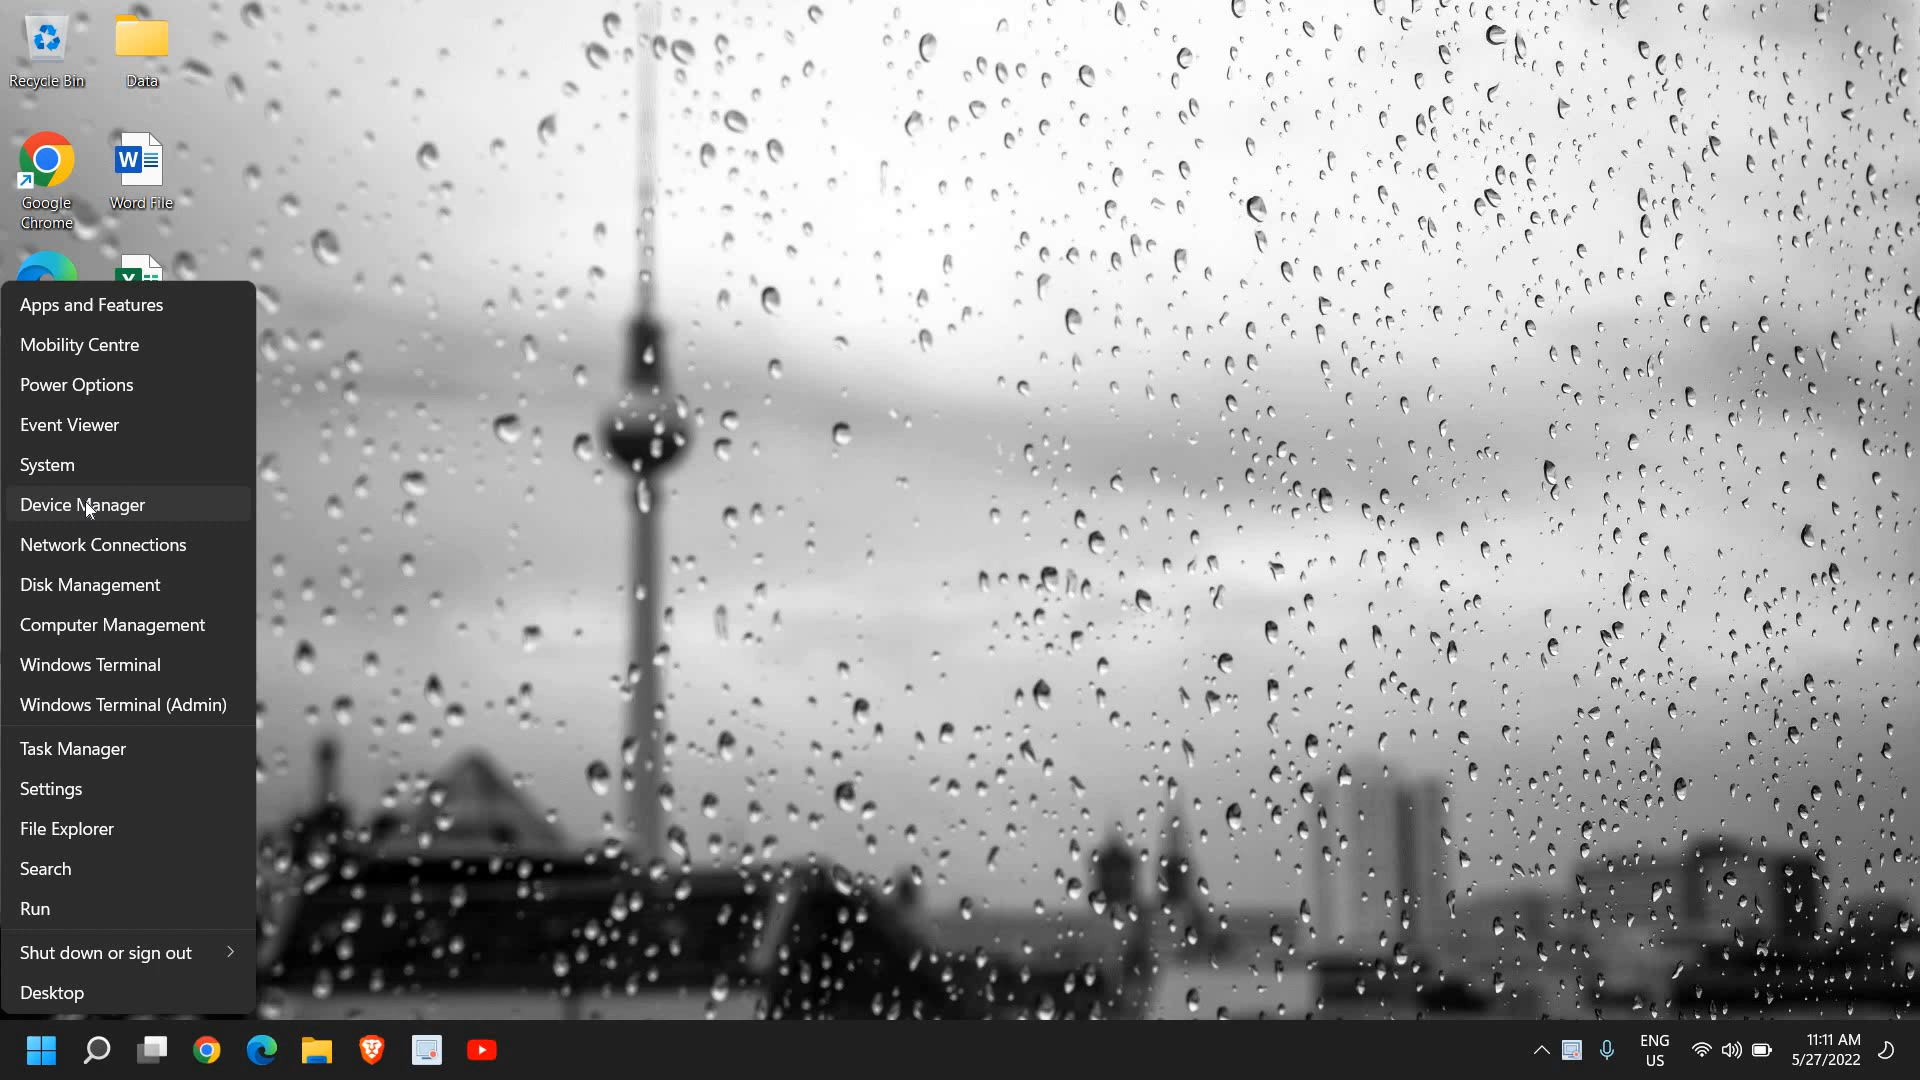 Recycle Bin
Data
Google
Chrome
W
Word File
X
Apps and Features
Mobility Centre
Power Options
Event Viewer
System
Device Manager
Network Connections
Disk Management
Computer Management
Windows Terminal
Windows Terminal (Admin)
Task Manager
Settings
File Explorer
Search
Run
Shut down or sign out
Desktop
ENG
US
11:11 AM
5/27/2022